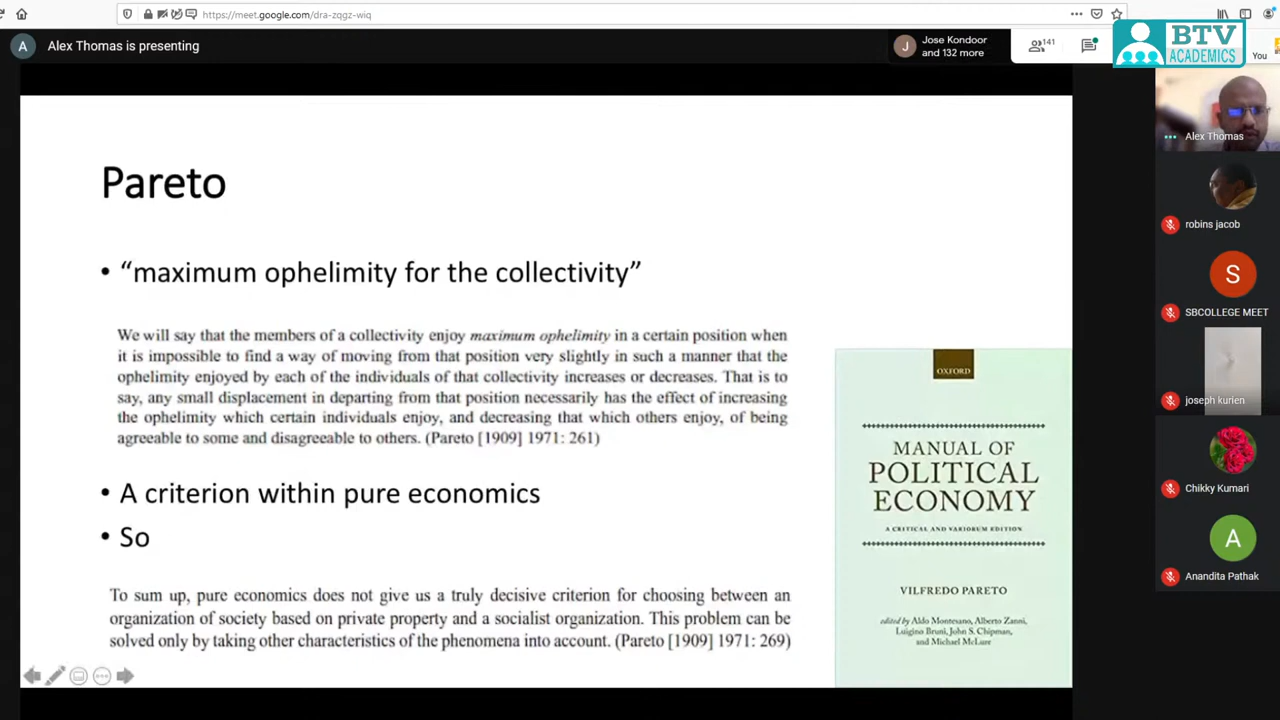 https://meet.google.com/dra-zqgz-wiq
A
Alex Thomas is presenting
J
Jose Kondoor
and 132 more
141
BTV
ACADEMICS
You
Pareto
• “maximum ophelimity for the collectivity”
We will say that the members of a collectivity enjoy maximum ophelimity in a certain position when
it is impossible to find a way of moving from that position very slightly in such a manner that the
ophelimity enjoyed by each of the individuals of that collectivity increases or decreases. That is to
say, any small displacement in departing from that position necessarily has the effect of increasing
the ophelimity which certain individuals enjoy, and decreasing that which others enjoy, of being
agreeable to some and disagreeable to others. (Pareto [1909] 1971: 261)
• A criterion within pure economics
• So
To sum up, pure economics does not give us a truly decisive criterion for choosing between an
organization of society based on private property and a socialist organization. This problem can be
solved only by taking other characteristics of the phenomena into account. (Pareto [1909] 1971: 269)
OXFORD
MANUAL OF
POLITICAL
ECONOMY
A CRITICAL AND VARIORUM EDITION
VILFREDO PARETO
edited by Aldo Montesano, Alberto Zanni,
Luigino Bruni, John S. Chipman,
and Michael McLure
Alex Thomas
robins jacob
S
SBCOLLEGE MEET
joseph kurien
Chikky Kumari
A
Anandita Pathak